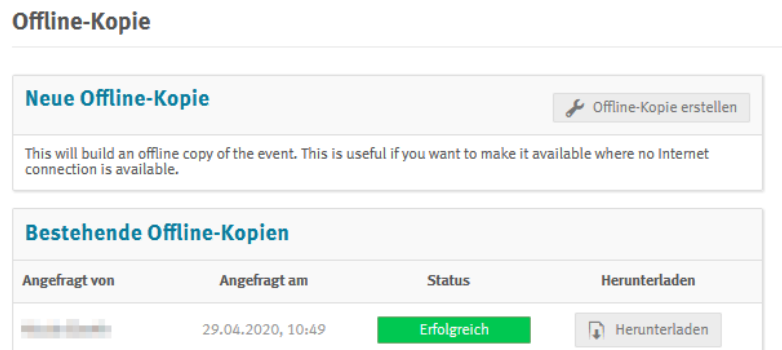 Offline-Kopie
Neue Offline-Kopie
Offline-Kopie erstellen
This will build an offline copy of the event. This is useful if you want to make it available where no Internet
connection is available.
Bestehende Offline-Kopien
Angefragt von Angefragt am Status Herunterladen
29.04.2020, 10:49 Erfolgreich Herunterladen